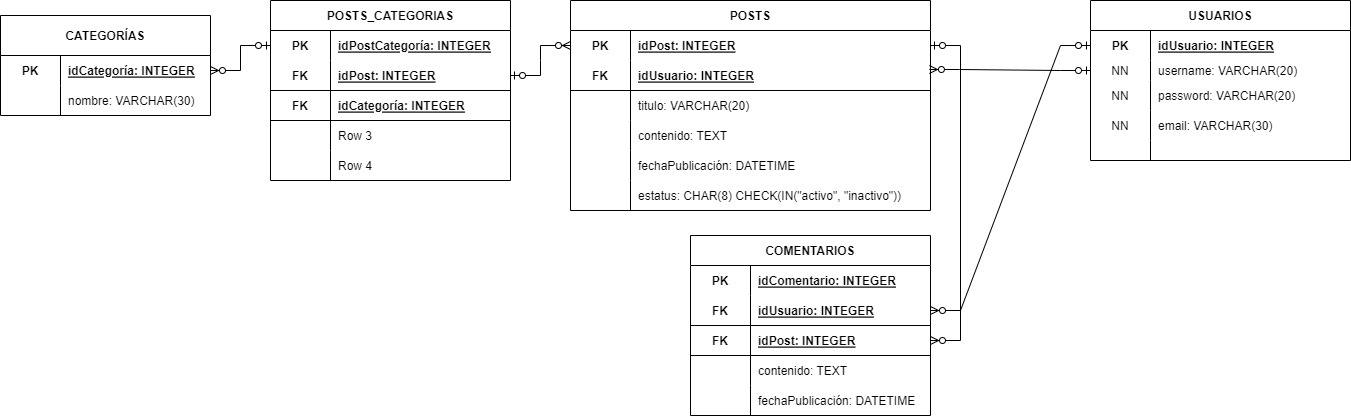 CATEGORÍAS
PK idCategoría: INTEGER
nombre: VARCHAR(30)
POSTS_CATEGORIAS
PK idPostCategoría: INTEGER
FK idPost: INTEGER
FK idCategoría: INTEGER
Row 3
Row 4
POSTS
PK idPost: INTEGER
FK idUsuario: INTEGER
titulo: VARCHAR(20)
contenido: TEXT
fechaPublicación: DATETIME
estatus: CHAR(8) CHECK(IN("activo", "inactivo"))
USUARIOS
PK idUsuario: INTEGER
NN username: VARCHAR(20)
NN password: VARCHAR(20)
NN email: VARCHAR(30)
COMENTARIOS
PK idComentario: INTEGER
FK idUsuario: INTEGER
FK idPost: INTEGER
contenido: TEXT
fechaPublicación: DATETIME